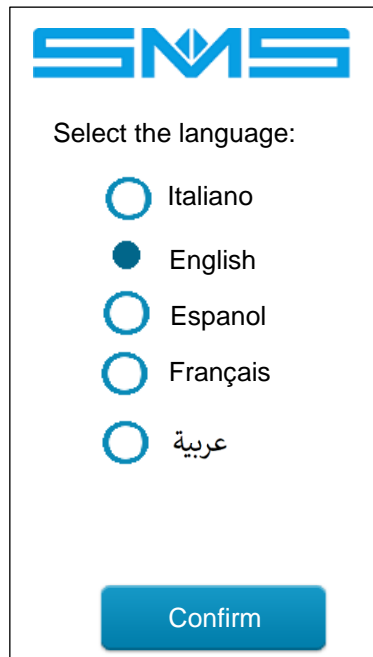 SMS
Select the language:
Italiano
English
Espanol
Français
عربية
Confirm